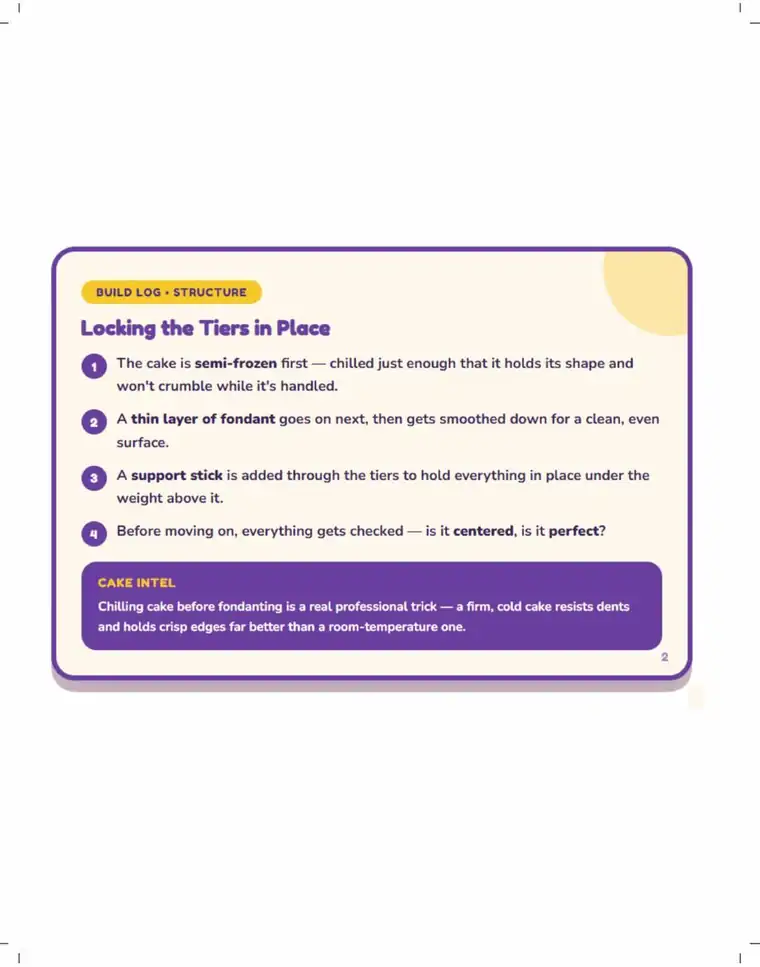 BUILD LOG • STRUCTURE
Locking the Tiers in Place
1 The cake is semi-frozen first — chilled just enough that it holds its shape and
won't crumble while it's handled.
2 A thin layer of fondant goes on next, then gets smoothed down for a clean, even
surface.
3 A support stick is added through the tiers to hold everything in place under the
weight above it.
4 Before moving on, everything gets checked — is it centered, is it perfect?
CAKE INTEL
Chilling cake before fondanting is a real professional trick — a firm, cold cake resists dents
and holds crisp edges far better than a room-temperature one.
2